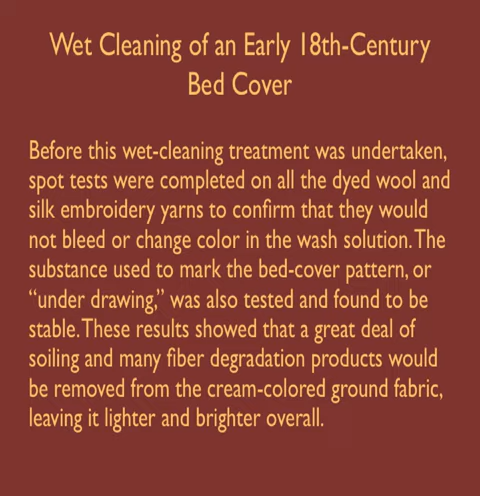 Wet Cleaning of an Early 18th-Century
Bed Cover
Before this wet-cleaning treatment was undertaken,
spot tests were completed on all the dyed wool and
silk embroidery yarns to confirm that they would
not bleed or change color in the wash solution. The
substance used to mark the bed-cover pattern, or
“under drawing,” was also tested and found to be
stable. These results showed that a great deal of
soiling and many fiber degradation products would
be removed from the cream-colored ground fabric,
leaving it lighter and brighter overall.